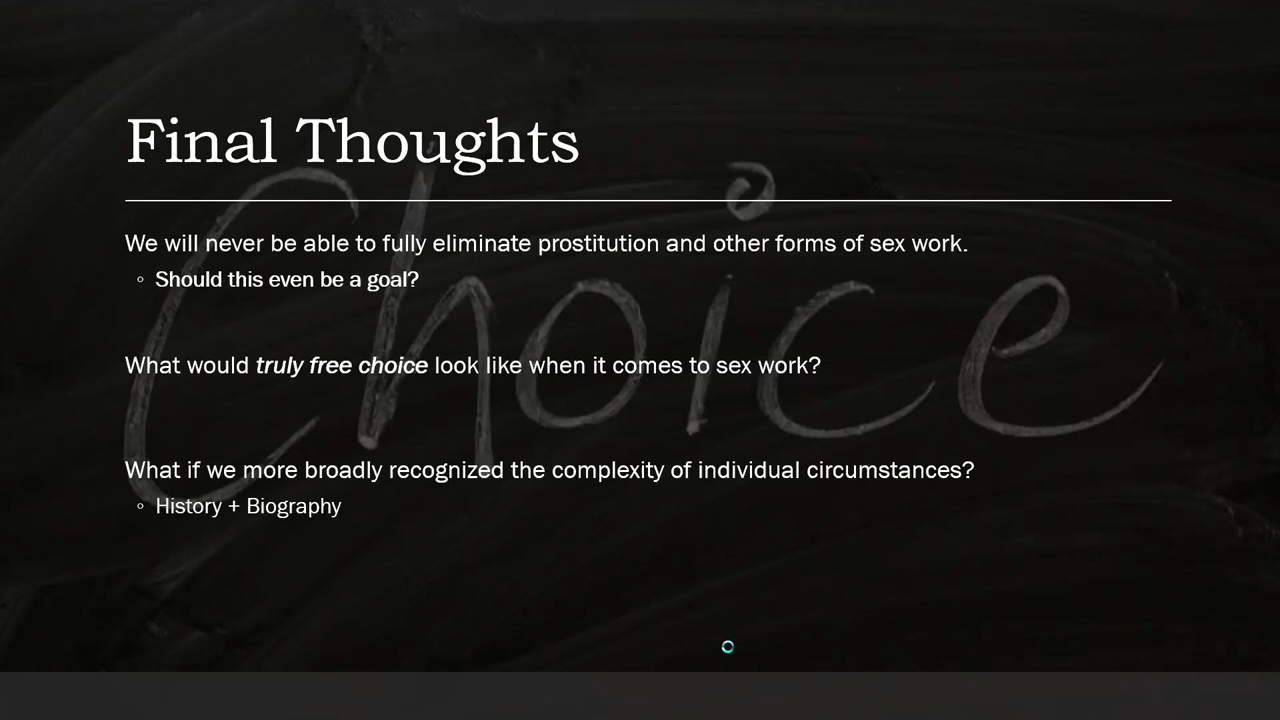 Final Thoughts
Choice
We will never be able to fully eliminate prostitution and other forms of sex work.
◦ Should this even be a goal?
What would truly free choice look like when it comes to sex work?
What if we more broadly recognized the complexity of individual circumstances?
◦ History + Biography